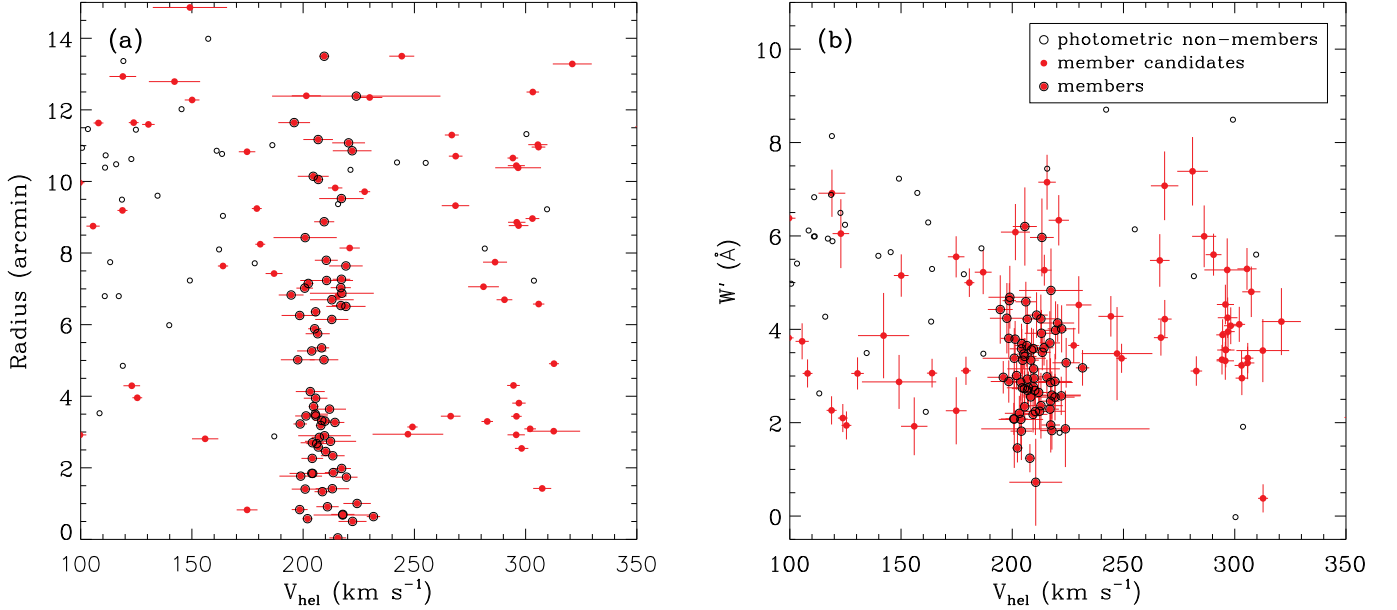 (a)
Radius (arcmin)
14
12
10
8
6
4
2
0
100
150
200
250
300
350
V_hel (km s⁻¹)
(b)
photometric non−members
member candidates
members
W′ (Å)
10
8
6
4
2
0
100
150
200
250
300
350
V_hel (km s⁻¹)